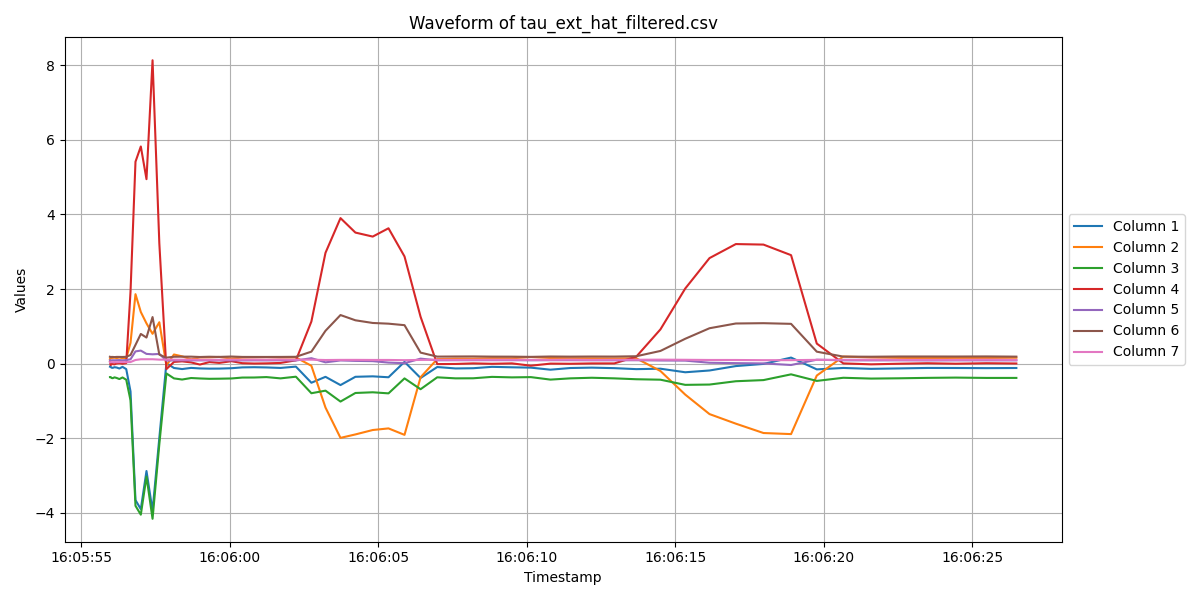 Waveform of tau_ext_hat_filtered.csv
8
6
4
2
0
−2
−4
Values
16:05:55
16:06:00
16:06:05
16:06:10
16:06:15
16:06:20
16:06:25
Timestamp
Column 1
Column 2
Column 3
Column 4
Column 5
Column 6
Column 7